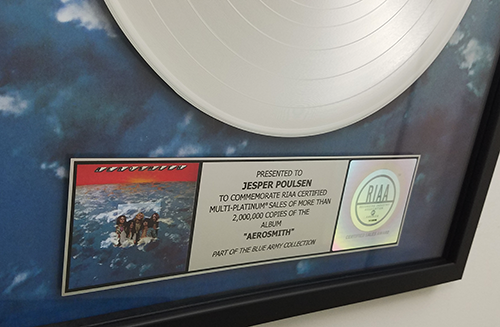 PRESENTED TO
JESPER POULSEN
TO COMMEMORATE RIAA CERTIFIED
MULTI-PLATINUM® SALES OF MORE THAN
2,000,000 COPIES OF THE
ALBUM
"AEROSMITH"
PART OF THE BLUE ARMY COLLECTION
RIAA